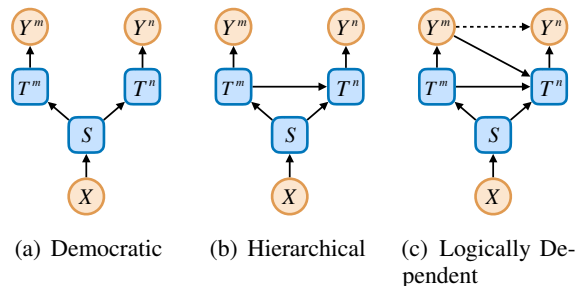 Y^m Y^n Y^m Y^n Y^m Y^n
T^m T^n T^m T^n T^m T^n
S S S
X X X
(a) Democratic (b) Hierarchical (c) Logically De-
pendent